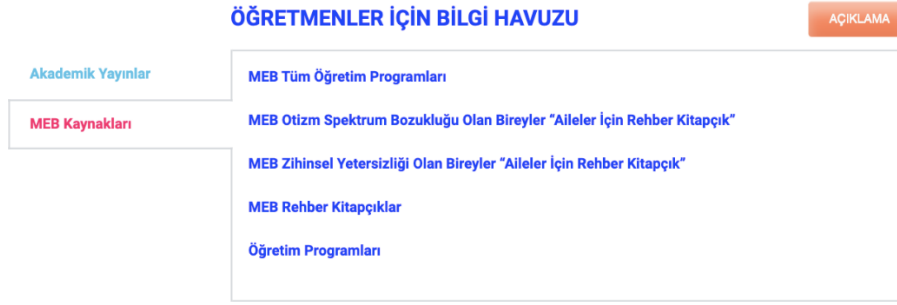 ÖĞRETMENLER İÇİN BİLGİ HAVUZU
AÇIKLAMA
Akademik Yayınlar
MEB Kaynakları
MEB Tüm Öğretim Programları
MEB Otizm Spektrum Bozukluğu Olan Bireyler “Aileler İçin Rehber Kitapçık”
MEB Zihinsel Yetersizliği Olan Bireyler “Aileler İçin Rehber Kitapçık”
MEB Rehber Kitapçıklar
Öğretim Programları